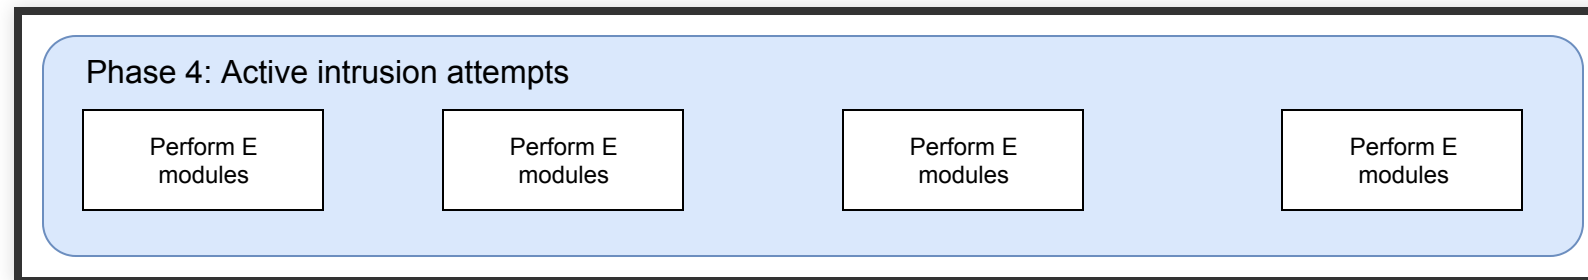 Phase 4: Active intrusion attempts
Perform E
modules
Perform E
modules
Perform E
modules
Perform E
modules